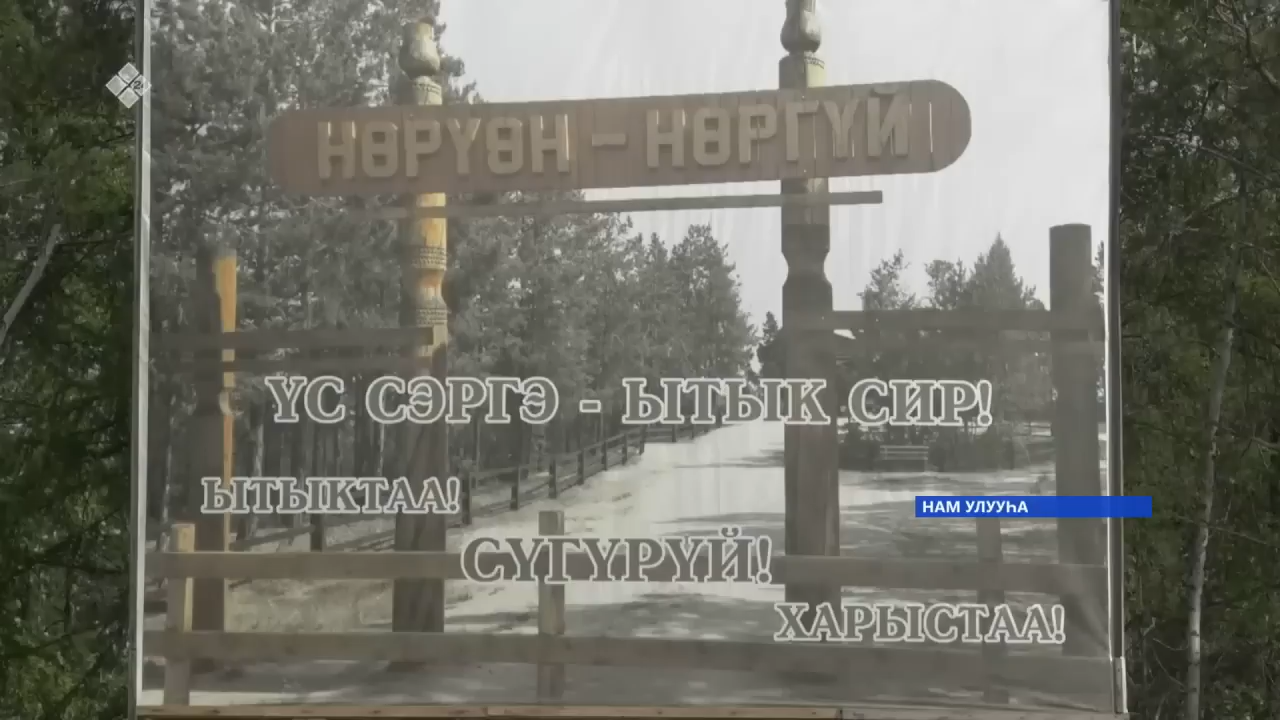 НӨРҮӨН – НӨРГҮЙ
ҮС СЭРГЭ - ЫТЫК СИР!
ЫТЫКТАА!
НАМ УЛУУҺА
СҮГҮРҮЙ!
ХАРЫСТАА!